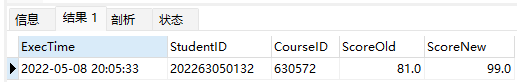 信息 结果 1 剖析 状态
ExecTime StudentID CourseID ScoreOld ScoreNew
2022-05-08 20:05:33 202263050132 630572 81.0 99.0